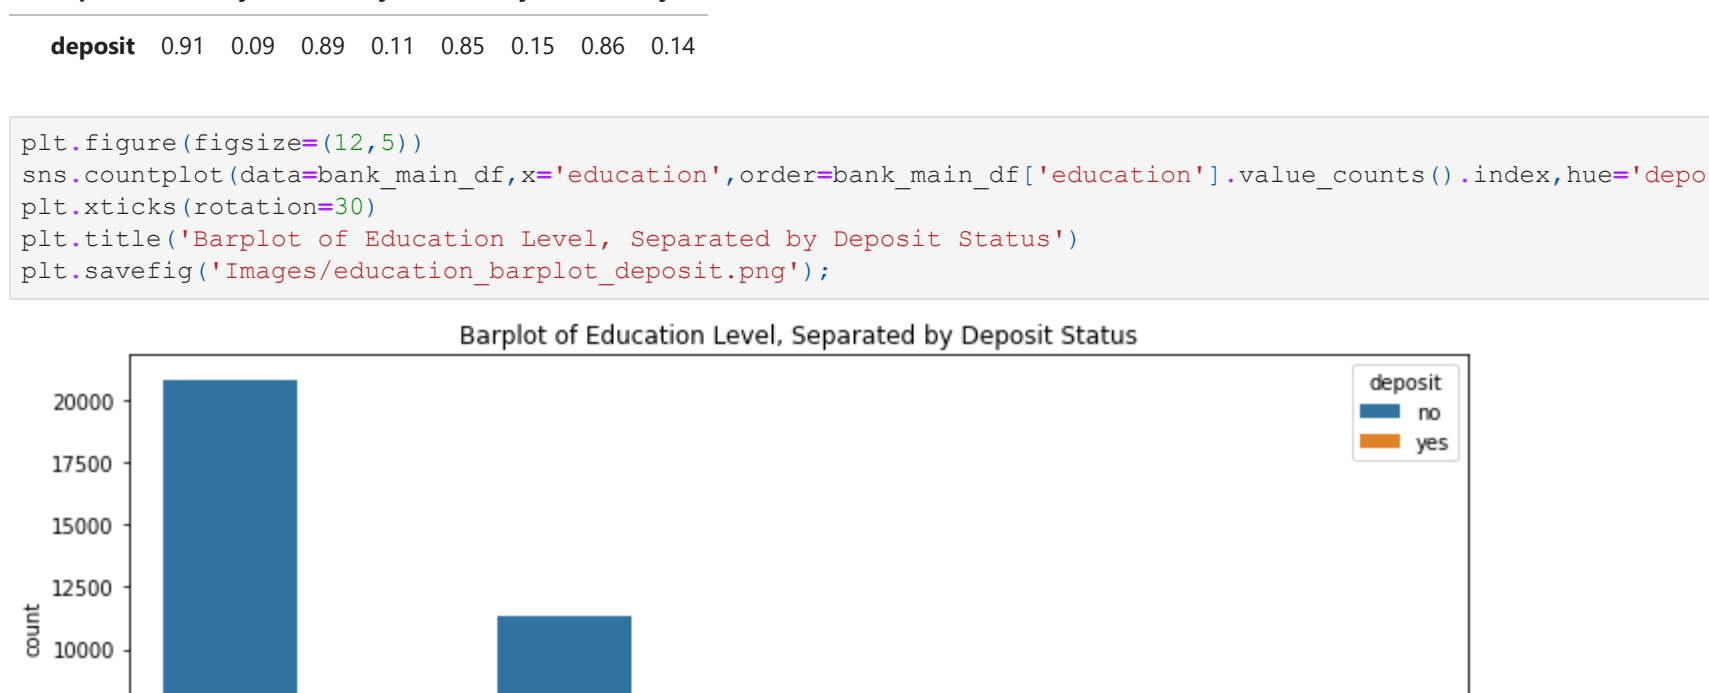 deposit 0.91 0.09 0.89 0.11 0.85 0.15 0.86 0.14
plt.figure(figsize=(12,5))
sns.countplot(data=bank_main_df,x='education',order=bank_main_df['education'].value_counts().index,hue='depo
plt.xticks(rotation=30)
plt.title('Barplot of Education Level, Separated by Deposit Status')
plt.savefig('Images/education_barplot_deposit.png');
Barplot of Education Level, Separated by Deposit Status
deposit
no
yes
20000
17500
15000
12500
10000
count